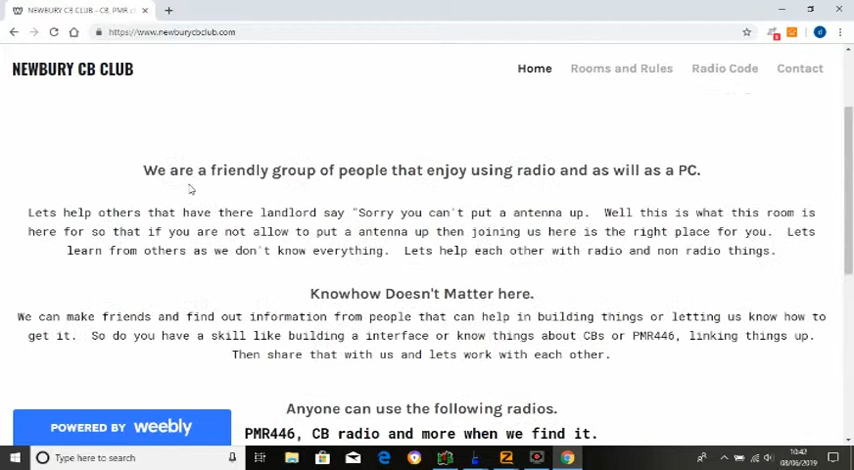 NEWBURY CB CLUB - CB, PMR c
https://www.newburycbclub.com
NEWBURY CB CLUB
Home Rooms and Rules Radio Code Contact
We are a friendly group of people that enjoy using radio and as will as a PC.
Lets help others that have there landlord say "Sorry you can't put a antenna up. Well this is what this room is
here for so that if you are not allow to put a antenna up then joining us here is the right place for you. Lets
learn from others as we don't know everything. Lets help each other with radio and non radio things.
Knowhow Doesn't Matter here.
We can make friends and find out information from people that can help in building things or letting us know how to
get it. So do you have a skill like building a interface or know things about CBs or PMR446, linking things up.
Then share that with us and lets work with each other.
Anyone can use the following radios.
PMR446, CB radio and more when we find it.
POWERED BY weebly
Type here to search
10:42
08/06/2019